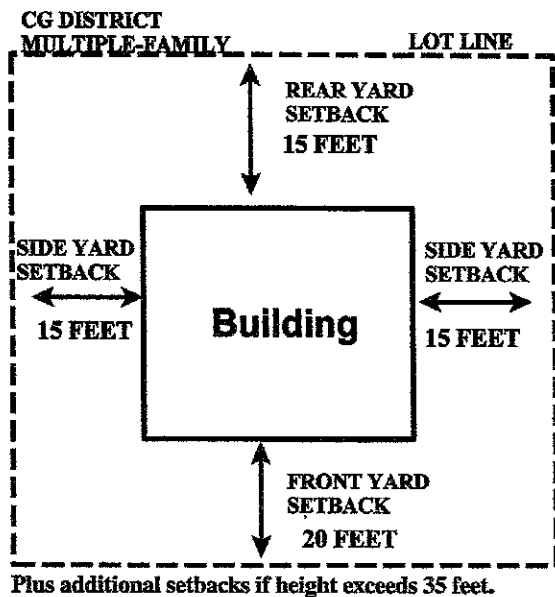 CG DISTRICT
MULTIPLE-FAMILY
LOT LINE
REAR YARD
SETBACK
15 FEET
SIDE YARD
SETBACK
15 FEET
Building
SIDE YARD
SETBACK
15 FEET
FRONT YARD
SETBACK
20 FEET
Plus additional setbacks if height exceeds 35 feet.